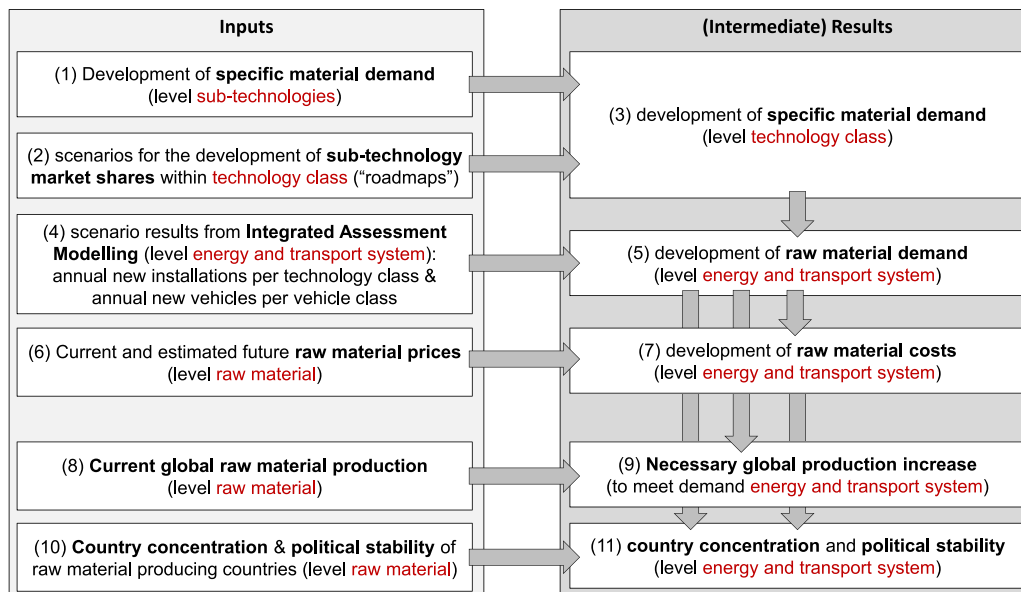 Inputs
(1) Development of specific material demand
(level sub-technologies)
(2) scenarios for the development of sub-technology
market shares within technology class (“roadmaps”)
(4) scenario results from Integrated Assessment
Modelling (level energy and transport system):
annual new installations per technology class &
annual new vehicles per vehicle class
(6) Current and estimated future raw material prices
(level raw material)
(8) Current global raw material production
(level raw material)
(10) Country concentration & political stability of
raw material producing countries (level raw material)
(Intermediate) Results
(3) development of specific material demand
(level technology class)
(5) development of raw material demand
(level energy and transport system)
(7) development of raw material costs
(level energy and transport system)
(9) Necessary global production increase
(to meet demand energy and transport system)
(11) country concentration and political stability
(level energy and transport system)